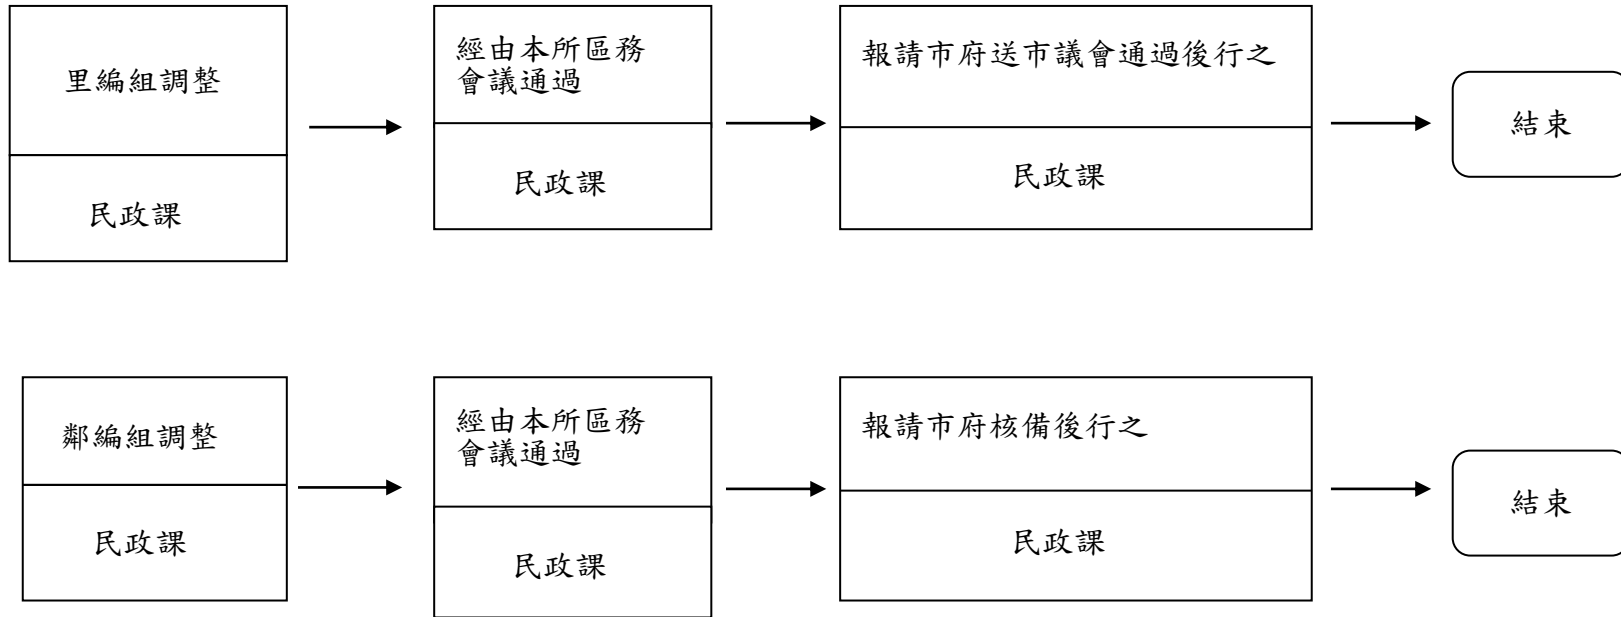 里編組調整
民政課
經由本所區務
會議通過
民政課
報請市府送市議會通過後行之
民政課
結束
鄰編組調整
民政課
經由本所區務
會議通過
民政課
報請市府核備後行之
民政課
結束